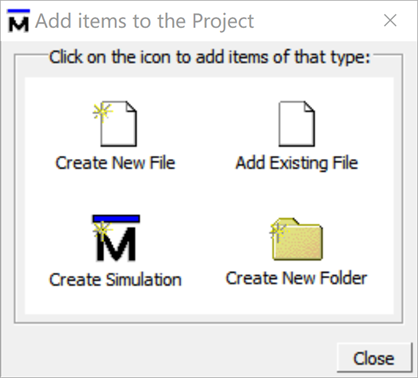 Add items to the Project
Click on the icon to add items of that type:
Create New File
Add Existing File
Create Simulation
Create New Folder
Close